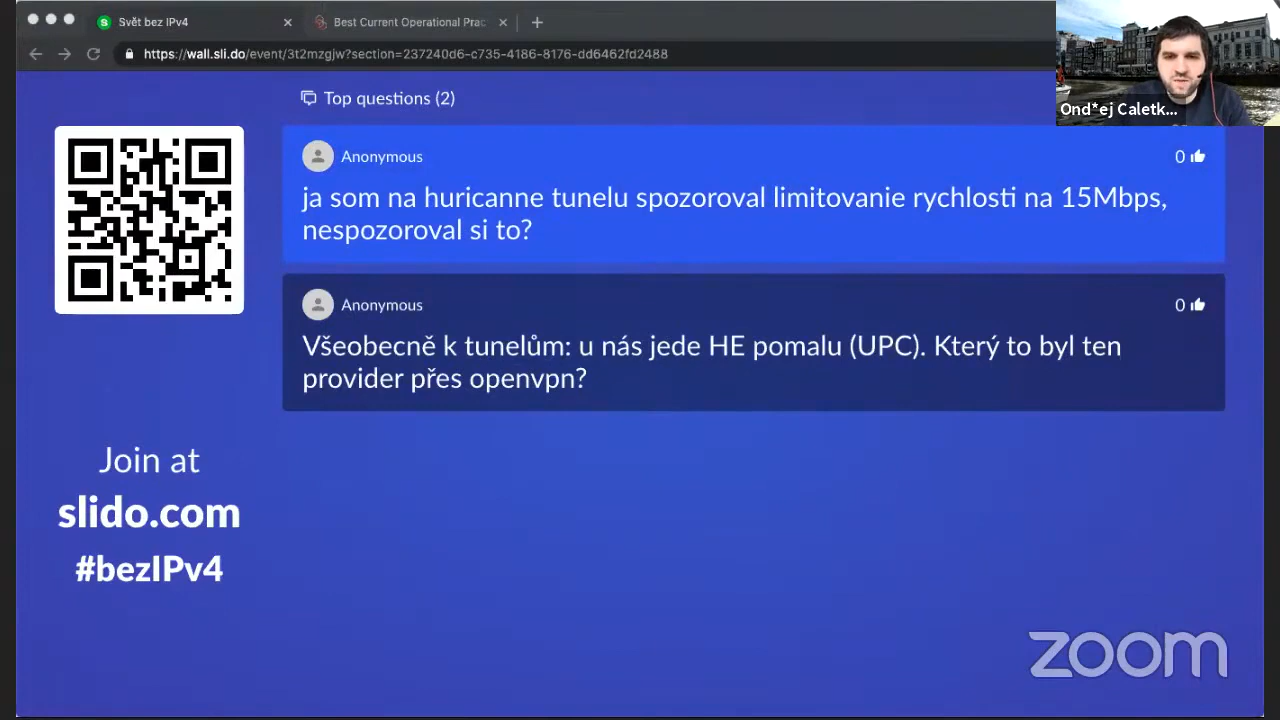 Svět bez IPv4
Best Current Operational Prac
https://wall.sli.do/event/3t2mzgjw?section=237240d6-c735-4186-8176-dd6462fd2488
Ond*ej Caletk...
Top questions (2)
Anonymous
0
ja som na huricanne tunelu spozoroval limitovanie rychlosti na 15Mbps,
nespozoroval si to?
Anonymous
0
Všeobecně k tunelům: u nás jede HE pomalu (UPC). Který to byl ten
provider přes openvpn?
Join at
slido.com
#bezIPv4
zoom